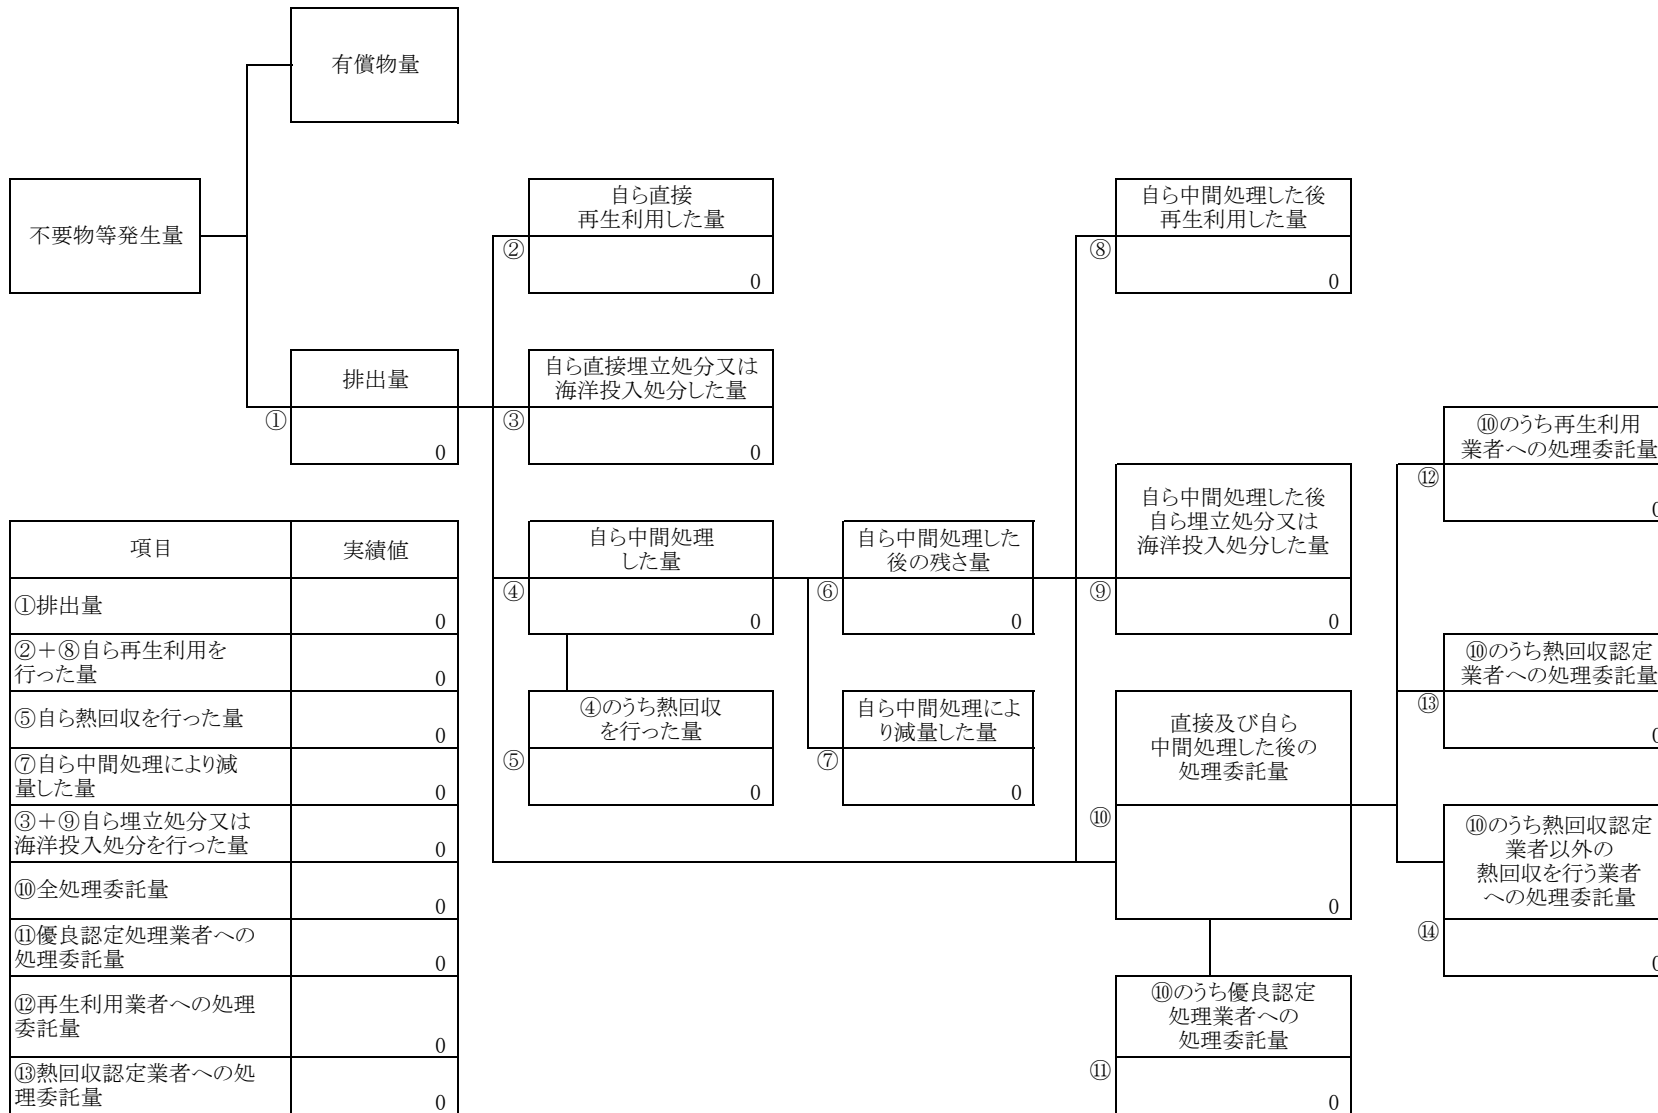 有償物量
不要物等発生量
自ら直接
再生利用した量
②
0
自ら中間処理した後
再生利用した量
⑧
0
排出量
①
0
自ら直接埋立処分又は
海洋投入処分した量
③
0
⑩のうち再生利用
業者への処理委託量
⑫
0
自ら中間処理した後
自ら埋立処分又は
海洋投入処分した量
⑨
0
自ら中間処理
した量
④
0
自ら中間処理した
後の残さ量
⑥
0
⑩のうち熱回収認定
業者への処理委託量
⑬
0
④のうち熱回収
を行った量
⑤
0
自ら中間処理によ
り減量した量
⑦
0
直接及び自ら
中間処理した後の
処理委託量
⑩
0
⑩のうち熱回収認定
業者以外の
熱回収を行う業者
への処理委託量
⑭
0
⑩のうち優良認定
処理業者への
処理委託量
⑪
0
項目 実績値
①排出量
0
②+⑧自ら再生利用を
行った量
0
⑤自ら熱回収を行った量
0
⑦自ら中間処理により減
量した量
0
③+⑨自ら埋立処分又は
海洋投入処分を行った量
0
⑩全処理委託量
0
⑪優良認定処理業者への
処理委託量
0
⑫再生利用業者への処理
委託量
0
⑬熱回収認定業者への処
理委託量
0